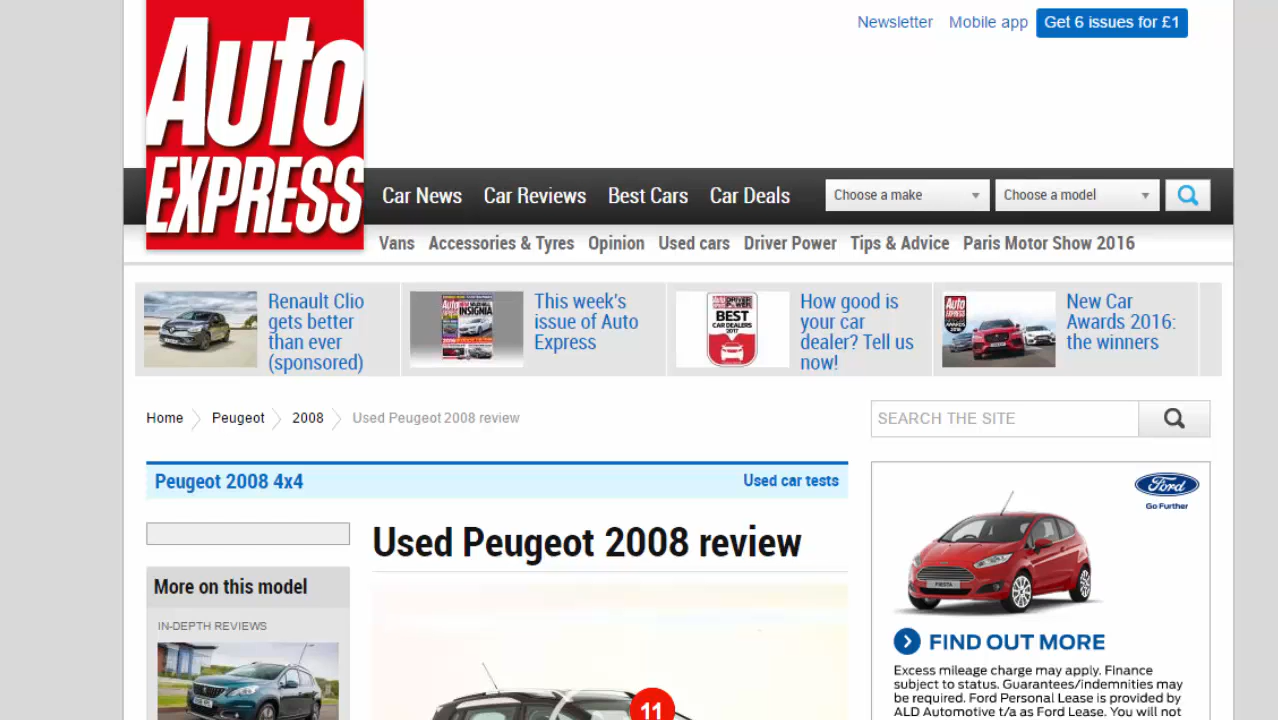 Newsletter Mobile app Get 6 issues for £1
Auto
EXPRESS
Car News Car Reviews Best Cars Car Deals Choose a make Choose a model
Vans Accessories & Tyres Opinion Used cars Driver Power Tips & Advice Paris Motor Show 2016
Renault Clio
gets better
than ever
(sponsored)
This week's
issue of Auto
Express
How good is
your car
dealer? Tell us
now!
New Car
Awards 2016:
the winners
Home Peugeot 2008 Used Peugeot 2008 review
SEARCH THE SITE
Peugeot 2008 4x4 Used car tests
Used Peugeot 2008 review
More on this model
IN-DEPTH REVIEWS
11
Ford
Go Further
FIESTA
FIND OUT MORE
Excess mileage charge may apply. Finance
subject to status. Guarantees/indemnities may
be required. Ford Personal Lease is provided by
ALD Automotive t/a as Ford Lease. You will not